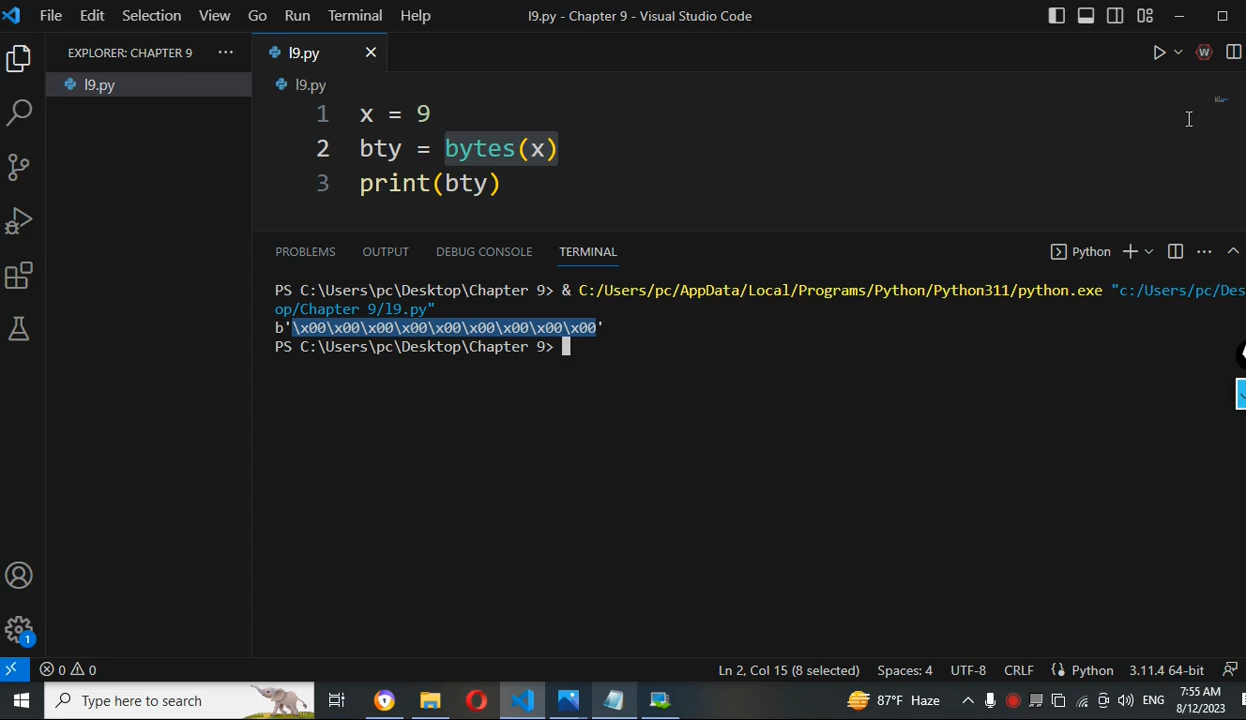 File Edit Selection View Go Run Terminal Help
l9.py - Chapter 9 - Visual Studio Code
EXPLORER: CHAPTER 9 ...
l9.py
l9.py
W
l9.py
1 x = 9
2 bty = bytes(x)
3 print(bty)
PROBLEMS OUTPUT DEBUG CONSOLE TERMINAL
Python
PS C:\Users\pc\Desktop\Chapter 9> & C:/Users/pc/AppData/Local/Programs/Python/Python311/python.exe "c:/Users/pc/Des
op/Chapter 9/l9.py"
b'\x00\x00\x00\x00\x00\x00\x00\x00\x00'
PS C:\Users\pc\Desktop\Chapter 9>
1
0 0
Ln 2, Col 15 (8 selected) Spaces: 4 UTF-8 CRLF Python 3.11.4 64-bit
Type here to search
87°F Haze
ENG
7:55 AM
8/12/2023